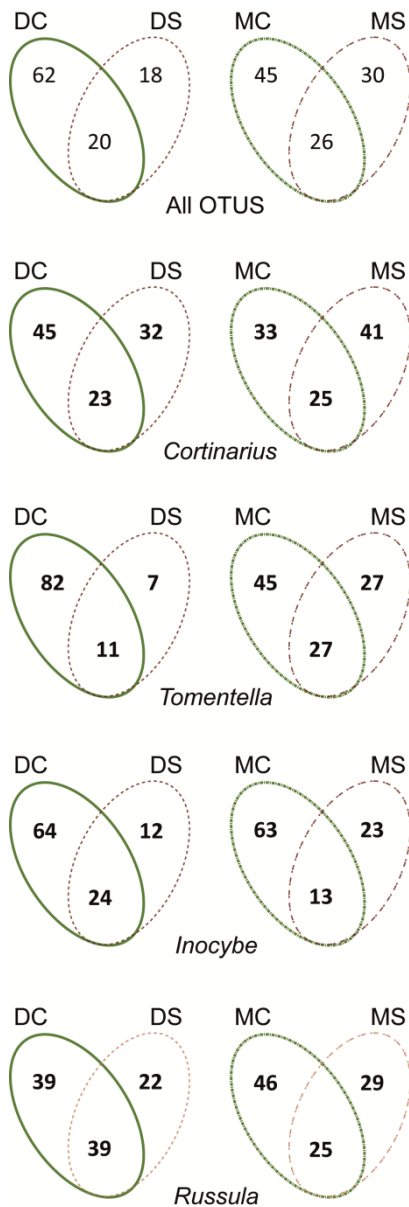 DC DS MC MS
62 18 45 30
20 26
All OTUS
DC DS MC MS
45 32 33 41
23 25
Cortinarius
DC DS MC MS
82 7 45 27
11 27
Tomentella
DC DS MC MS
64 12 63 23
24 13
Inocybe
DC DS MC MS
39 22 46 29
39 25
Russula